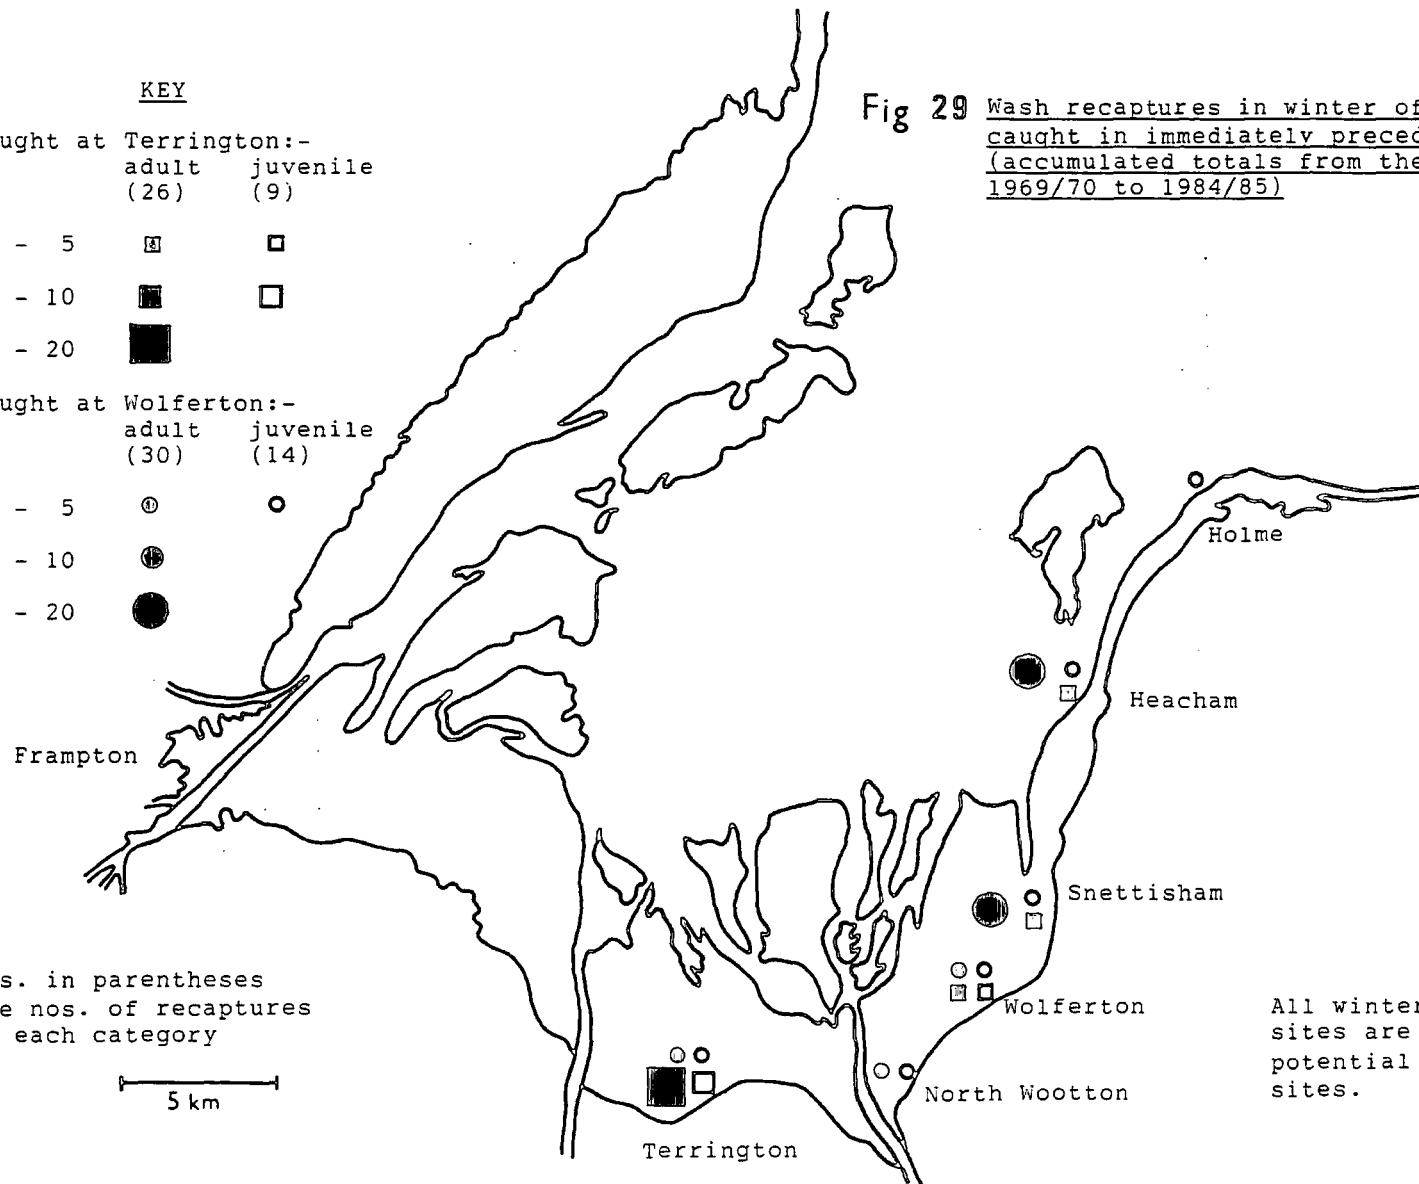 KEY
ught at Terrington:-
adult juvenile
(26) (9)
- 5
- 10
- 20
ught at Wolferton:-
adult juvenile
(30) (14)
- 5
- 10
- 20
Fig 29 Wash recaptures in winter of
caught in immediately preced
(accumulated totals from the
1969/70 to 1984/85)
Holme
Heacham
Frampton
Snettisham
Wolferton
North Wootton
Terrington
s. in parentheses
e nos. of recaptures
each category
5 km
All winter
sites are
potential
sites.